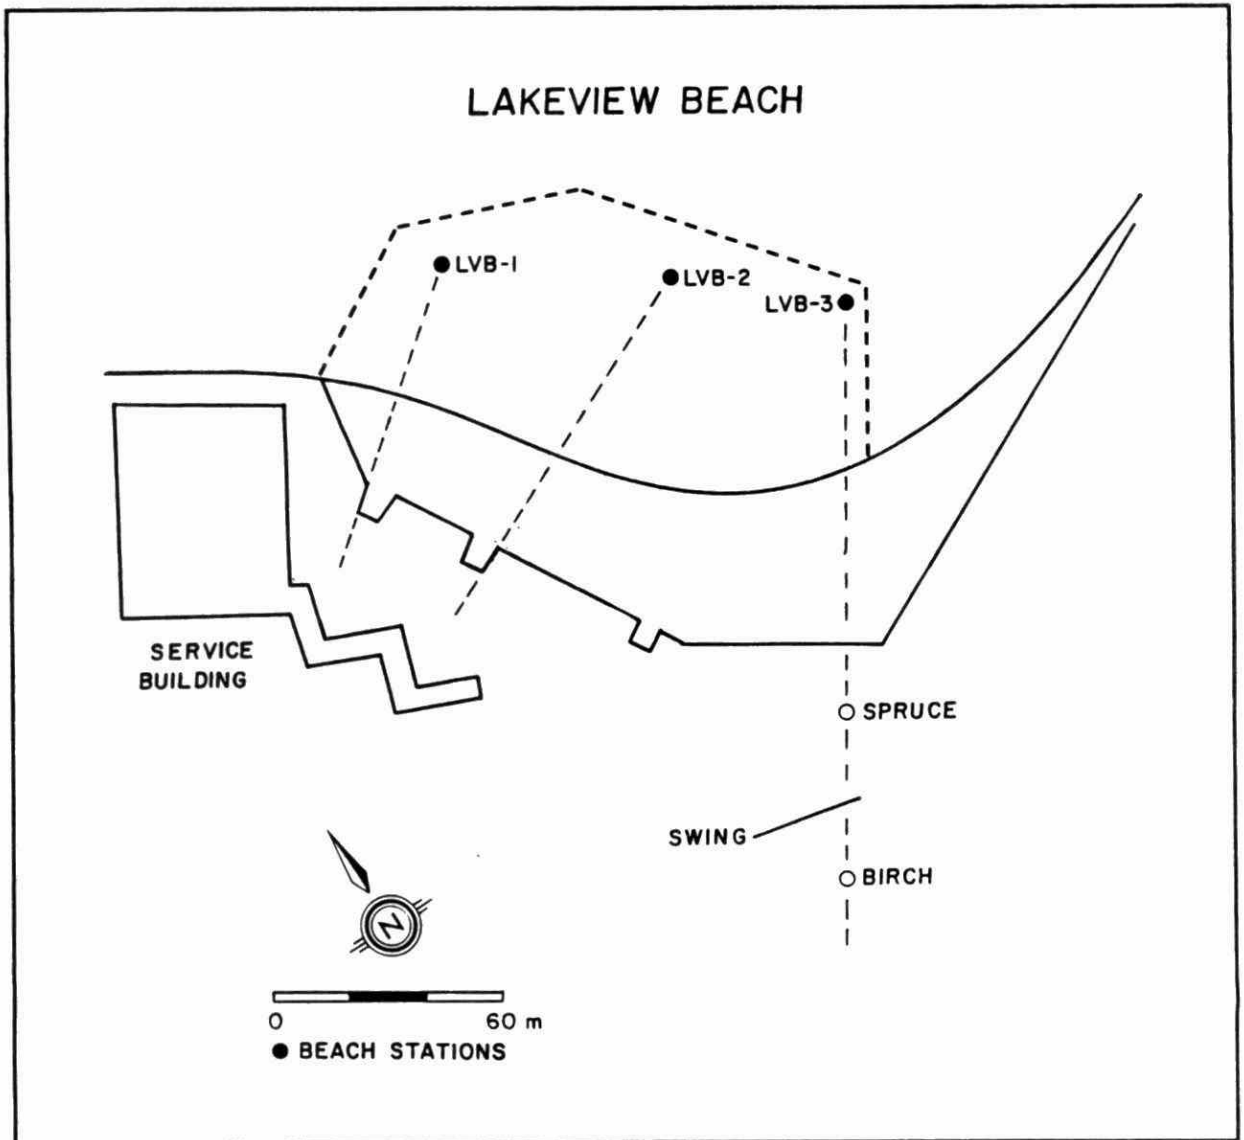 LAKEVIEW BEACH
LVB-1
LVB-2
LVB-3
SERVICE
BUILDING
SPRUCE
SWING
BIRCH
N
0 60 m
BEACH STATIONS